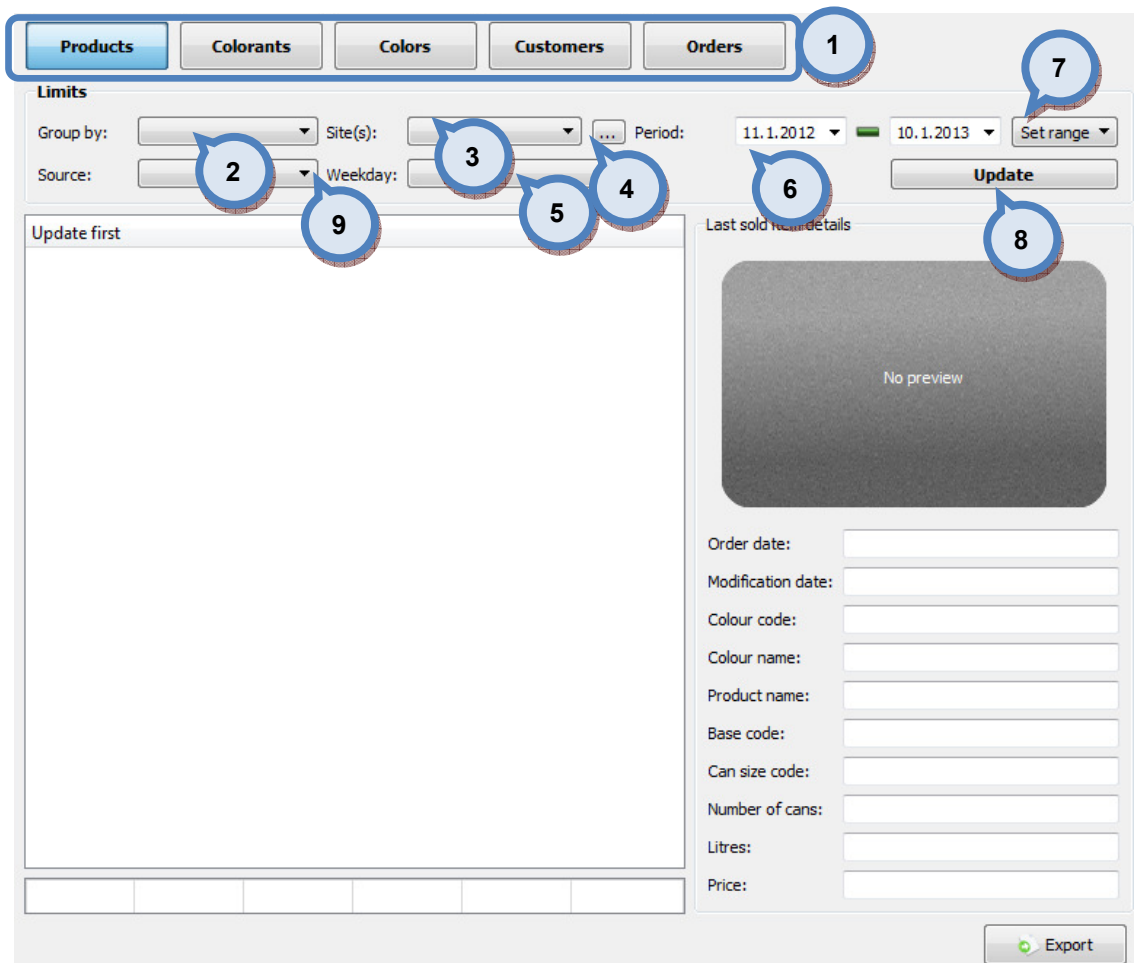 Products Colorants Colors Customers Orders 1
7
Limits
Group by: Site(s): ... Period: 11.1.2012 10.1.2013 Set range
2 3
Source: Weekday: 4 6 Update
9 5 8
Update first Last sold item details
No preview
Order date:
Modification date:
Colour code:
Colour name:
Product name:
Base code:
Can size code:
Number of cans:
Litres:
Price:
Export